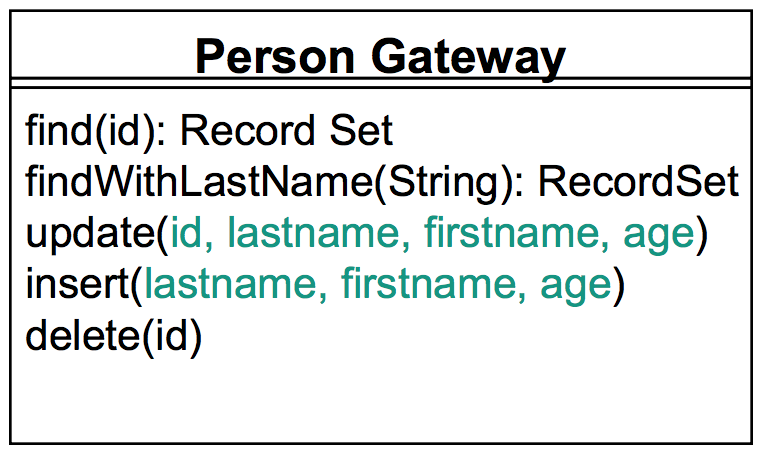 Person Gateway
find(id): Record Set
findWithLastName(String): RecordSet
update(id, lastname, firstname, age)
insert(lastname, firstname, age)
delete(id)